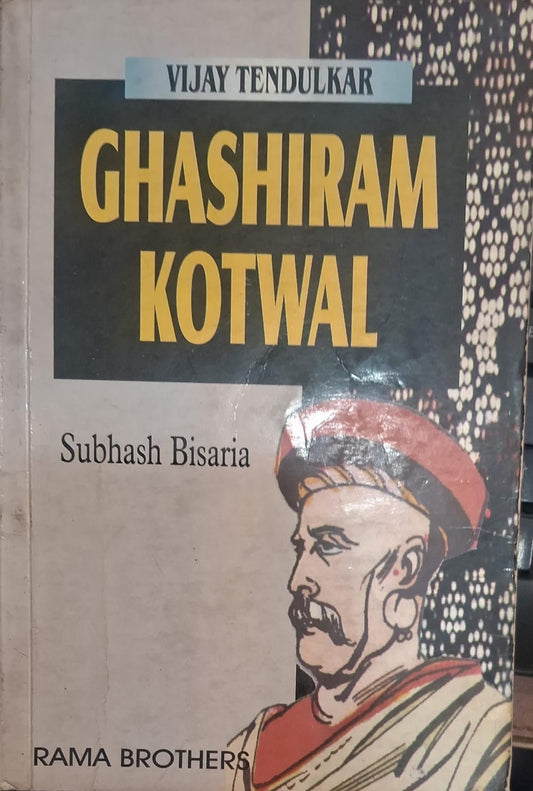 VIJAY TENDULKAR
GHASHIRAM
KOTWAL
Subhash Bisaria
RAMA BROTHERS